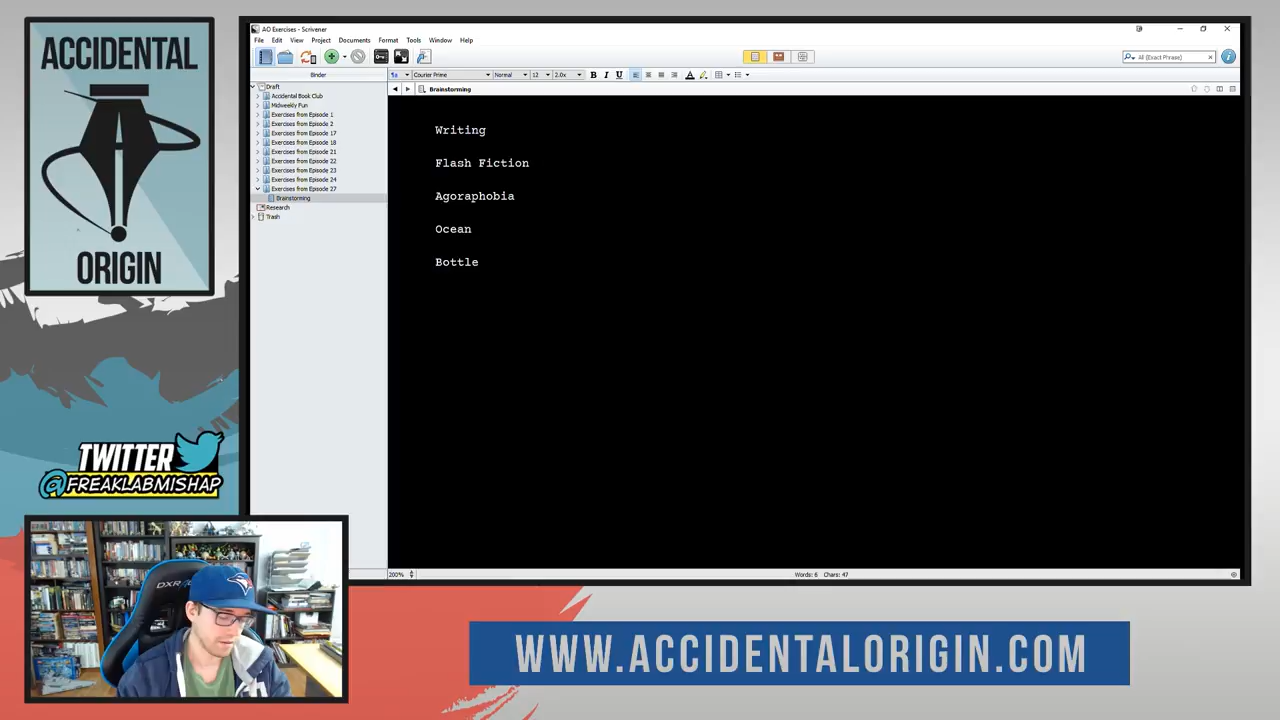 ACCIDENTAL
ORIGIN
TWITTER
@FREAKLABMISHAP
DXR
AO Exercises - Scrivener
File Edit View Project Documents Format Tools Window Help
All (Exact Phrase)
Binder
Courier Prime Normal 12 2.0x B I U A
Draft
Accidental Book Club
Midweekly Fun
Exercises from Episode 1
Exercises from Episode 2
Exercises from Episode 17
Exercises from Episode 18
Exercises from Episode 21
Exercises from Episode 22
Exercises from Episode 23
Exercises from Episode 24
Exercises from Episode 27
Brainstorming
Research
Trash
Brainstorming
Writing
Flash Fiction
Agoraphobia
Ocean
Bottle
200%
Words: 6 Chars: 47
WWW.ACCIDENTALORIGIN.COM